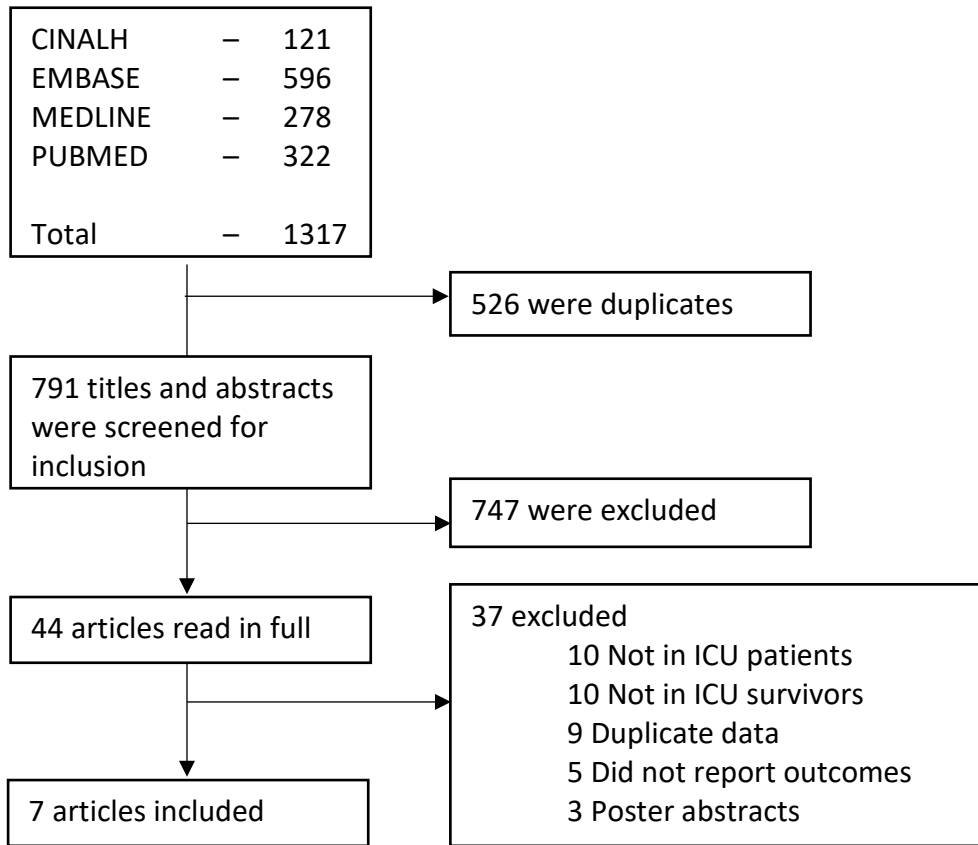 CINALH – 121
EMBASE – 596
MEDLINE – 278
PUBMED – 322
Total – 1317
526 were duplicates
791 titles and abstracts
were screened for
inclusion
747 were excluded
44 articles read in full
37 excluded
10 Not in ICU patients
10 Not in ICU survivors
9 Duplicate data
5 Did not report outcomes
3 Poster abstracts
7 articles included